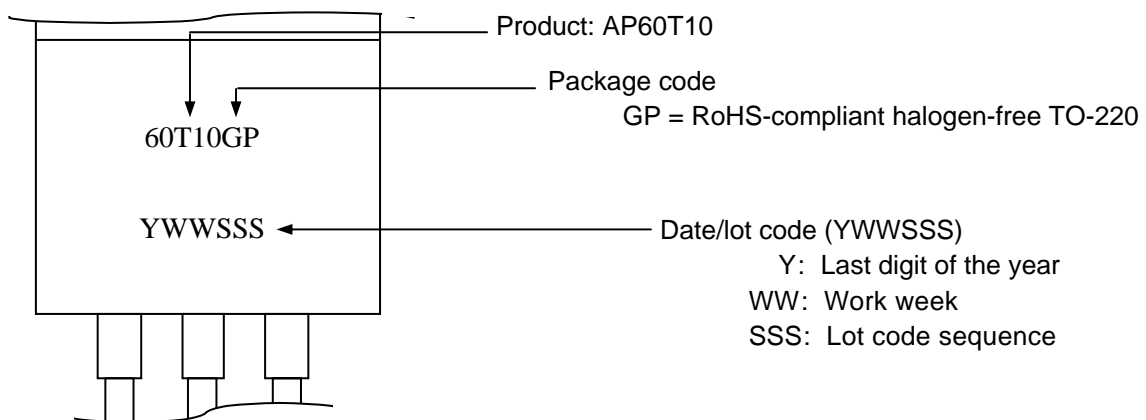 Product: AP60T10
Package code
GP = RoHS-compliant halogen-free TO-220
60T10GP
YWWSSS
Date/lot code (YWWSSS)
Y: Last digit of the year
WW: Work week
SSS: Lot code sequence